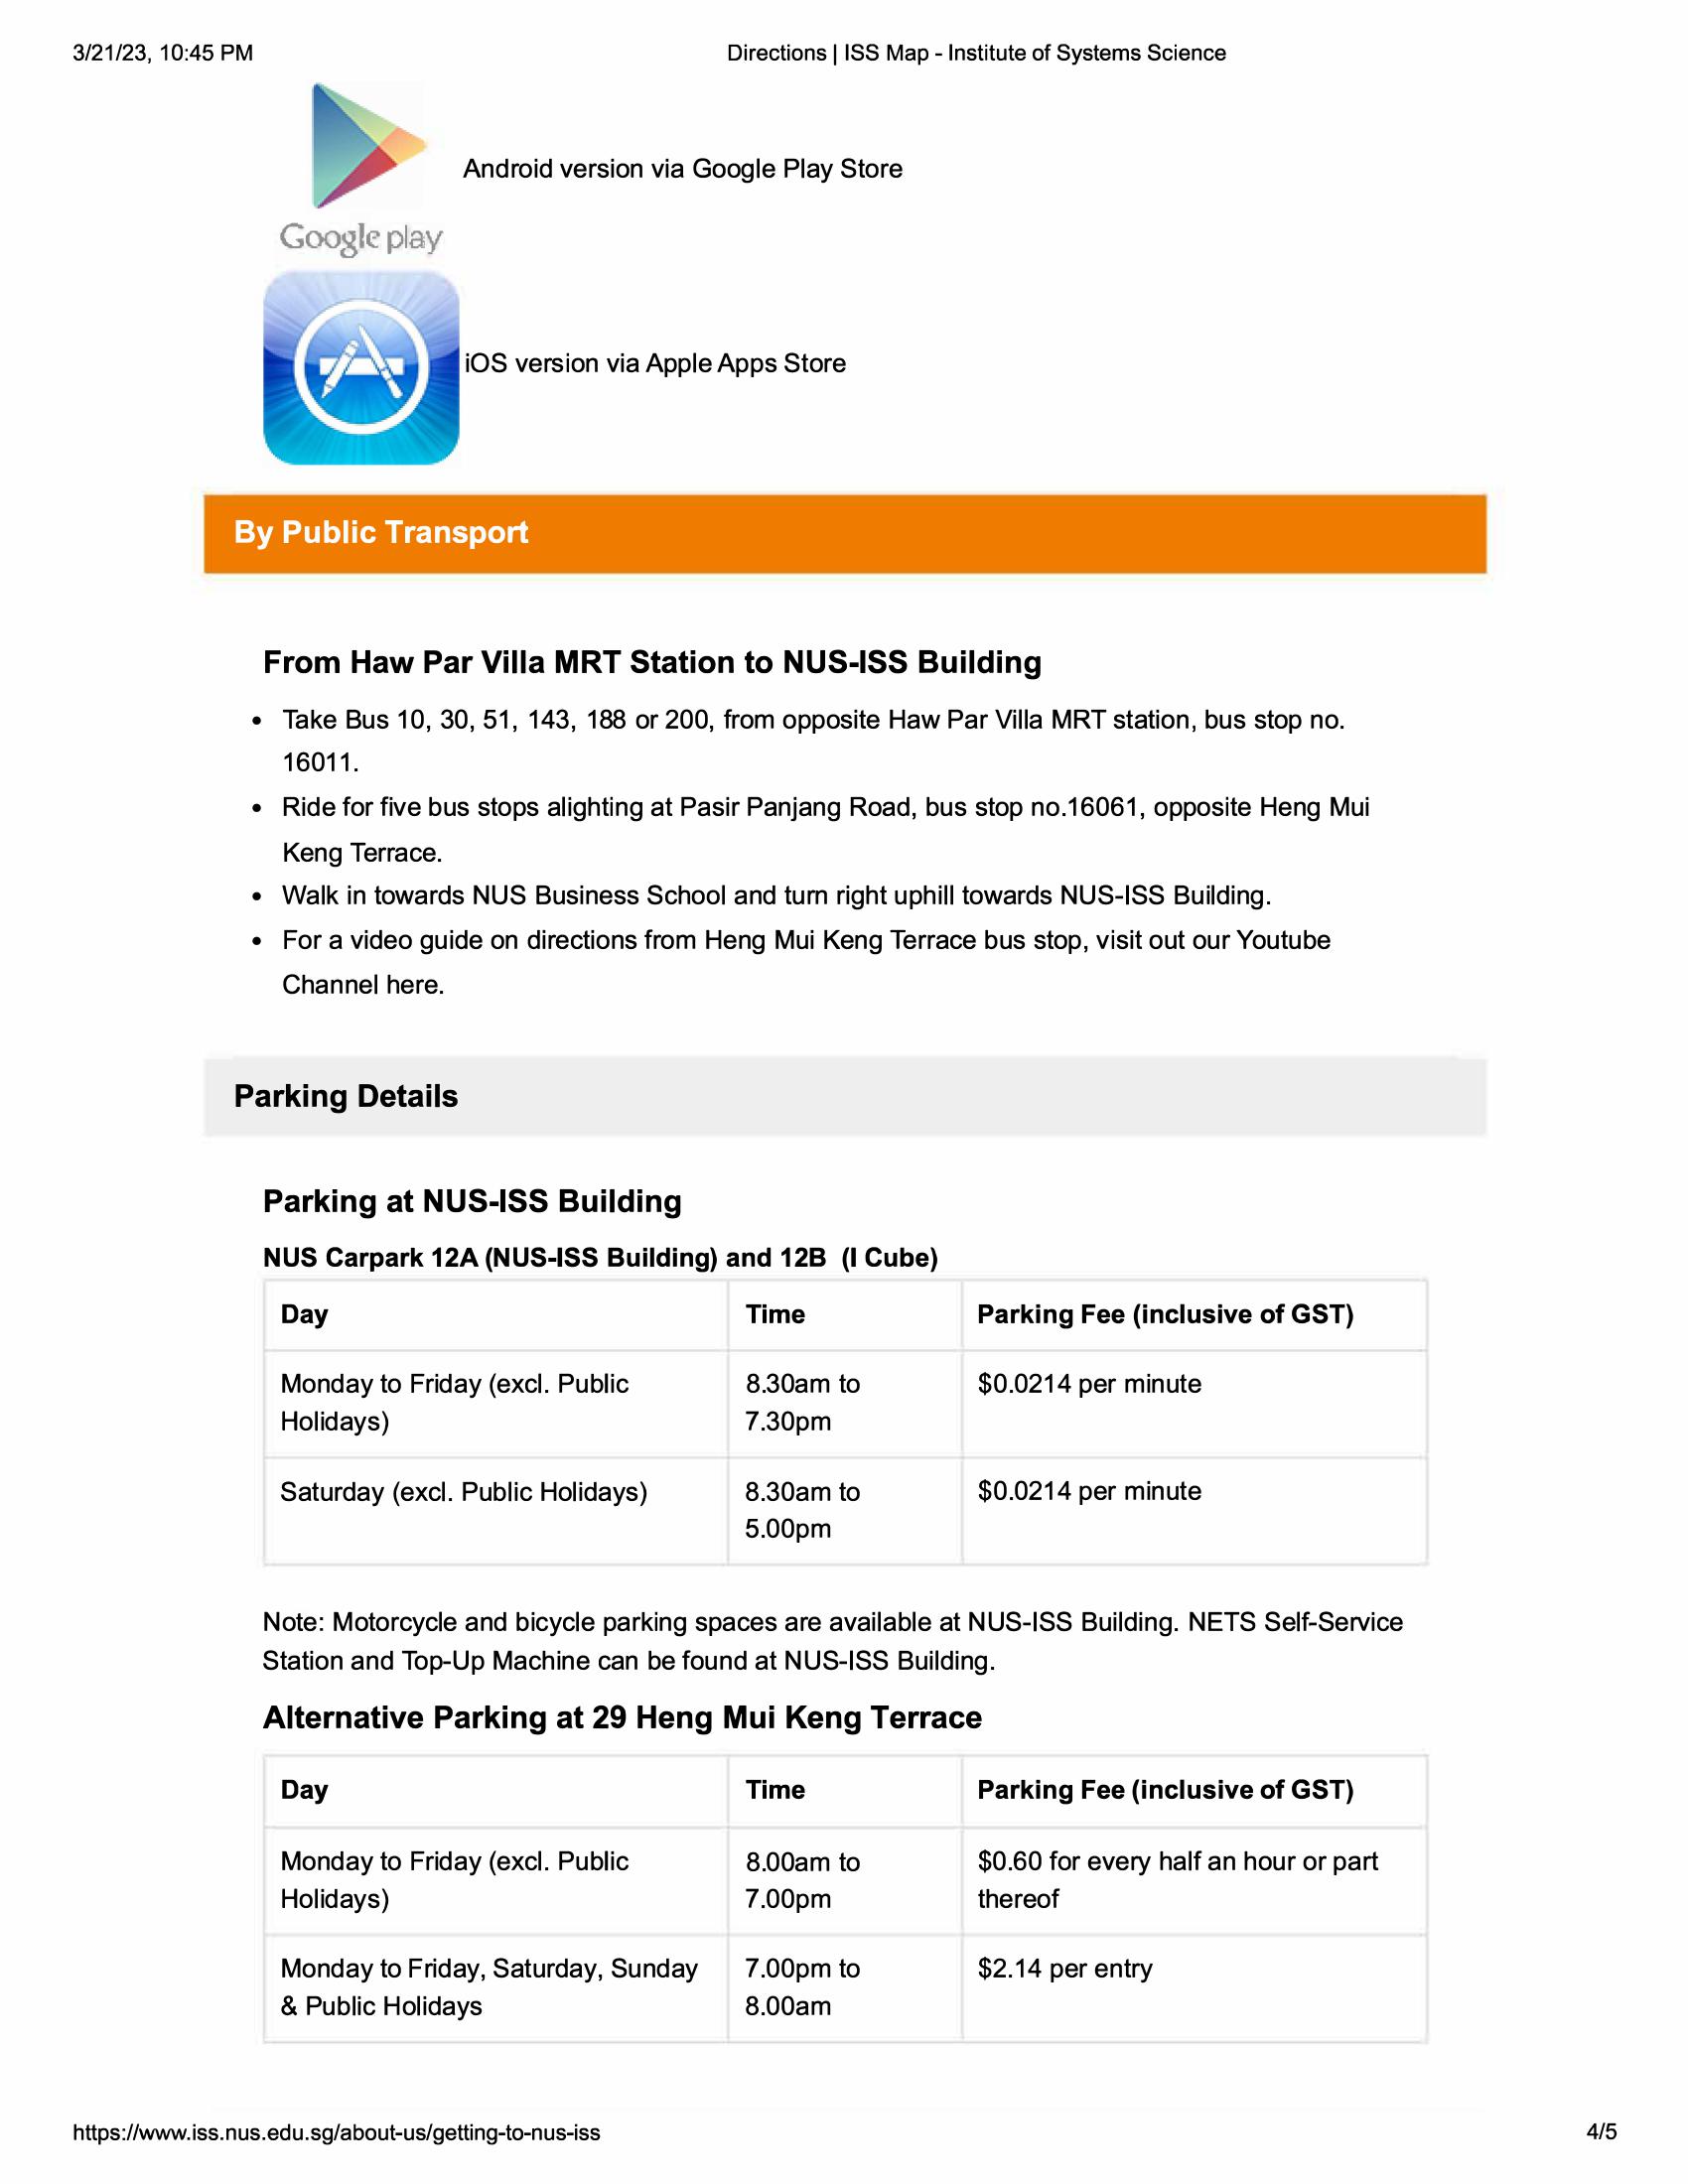 3/21/23, 10:45 PM
Directions | ISS Map - Institute of Systems Science
Android version via Google Play Store
Google play
iOS version via Apple Apps Store
By Public Transport
From Haw Par Villa MRT Station to NUS-ISS Building
• Take Bus 10, 30, 51, 143, 188 or 200, from opposite Haw Par Villa MRT station, bus stop no.
16011.
• Ride for five bus stops alighting at Pasir Panjang Road, bus stop no.16061, opposite Heng Mui
Keng Terrace.
• Walk in towards NUS Business School and turn right uphill towards NUS-ISS Building.
• For a video guide on directions from Heng Mui Keng Terrace bus stop, visit out our Youtube
Channel here.
Parking Details
Parking at NUS-ISS Building
NUS Carpark 12A (NUS-ISS Building) and 12B (I Cube)
Day
Time
Parking Fee (inclusive of GST)
Monday to Friday (excl. Public
Holidays)
8.30am to
7.30pm
$0.0214 per minute
Saturday (excl. Public Holidays)
8.30am to
5.00pm
$0.0214 per minute
Note: Motorcycle and bicycle parking spaces are available at NUS-ISS Building. NETS Self-Service
Station and Top-Up Machine can be found at NUS-ISS Building.
Alternative Parking at 29 Heng Mui Keng Terrace
Day
Time
Parking Fee (inclusive of GST)
Monday to Friday (excl. Public
Holidays)
8.00am to
7.00pm
$0.60 for every half an hour or part
thereof
Monday to Friday, Saturday, Sunday
& Public Holidays
7.00pm to
8.00am
$2.14 per entry
https://www.iss.nus.edu.sg/about-us/getting-to-nus-iss
4/5